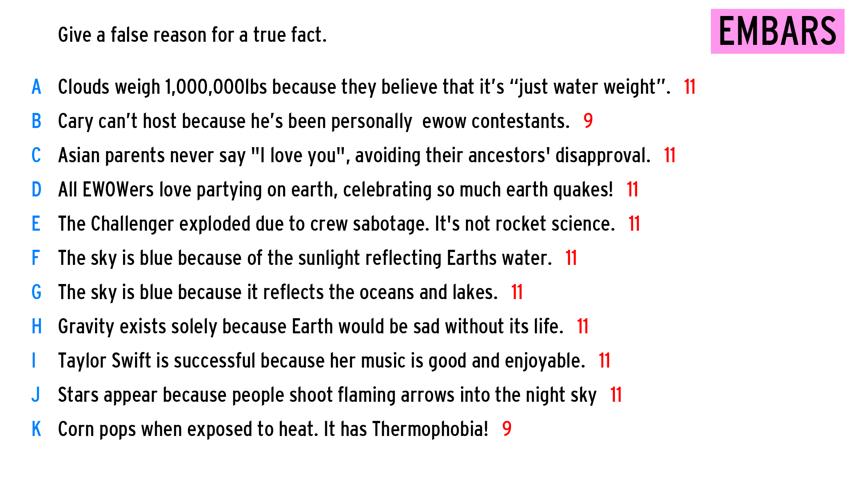 Give a false reason for a true fact.
EMBARS
A Clouds weigh 1,000,000lbs because they believe that it's “just water weight”. 11
B Cary can't host because he's been personally  ewow contestants. 9
C Asian parents never say "I love you", avoiding their ancestors' disapproval. 11
D All EWOWers love partying on earth, celebrating so much earth quakes! 11
E The Challenger exploded due to crew sabotage. It's not rocket science. 11
F The sky is blue because of the sunlight reflecting Earths water. 11
G The sky is blue because it reflects the oceans and lakes. 11
H Gravity exists solely because Earth would be sad without its life. 11
I Taylor Swift is successful because her music is good and enjoyable. 11
J Stars appear because people shoot flaming arrows into the night sky 11
K Corn pops when exposed to heat. It has Thermophobia! 9